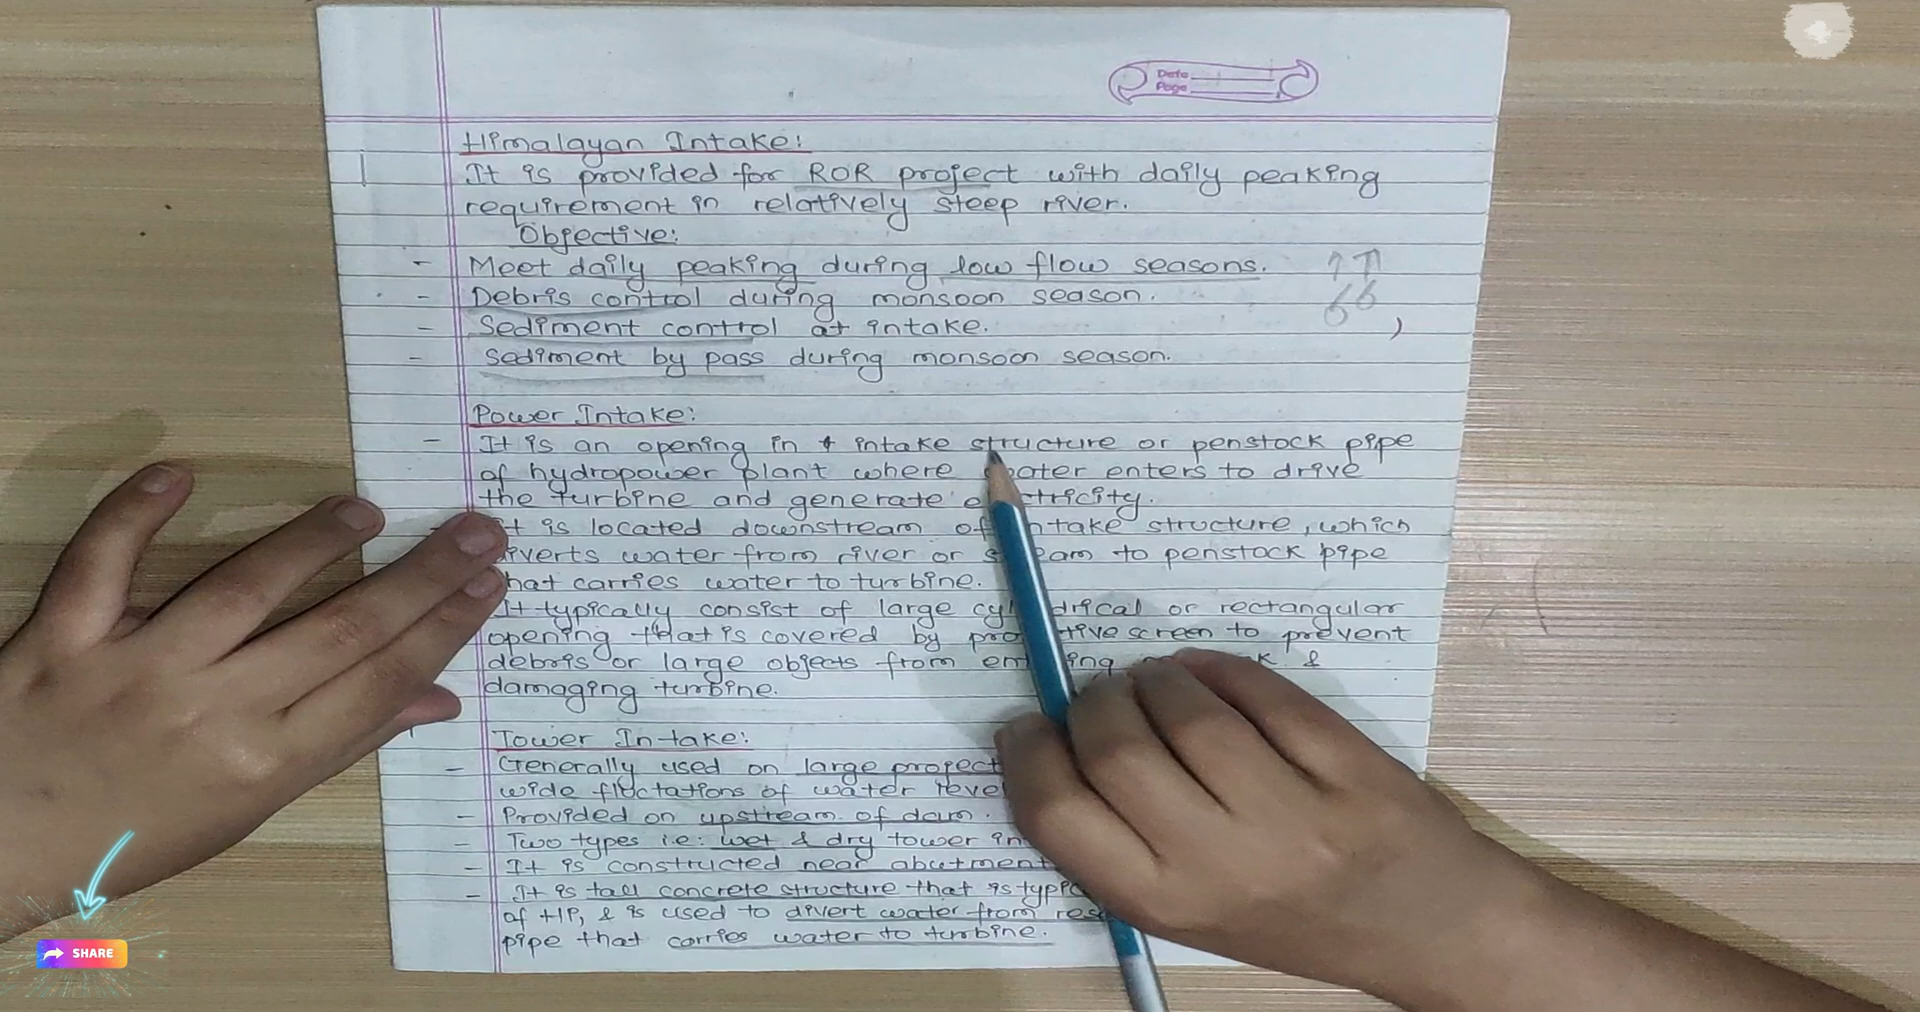 Date
Page
Himalayan Intake:
It is provided for ROR project with daily peaking
requirement in relatively steep river.
Objective:
- Meet daily peaking during low flow seasons.
- Debris control during monsoon season.
- Sediment control at intake.
- Sediment by pass during monsoon season.
Power Intake:
- It is an opening in intake structure or penstock pipe
of hydropower plant where water enters to drive
the turbine and generate
It is located downstream of intake structure, which
water from river or to penstock pipe
carries water to turbine.
It typically consist of large or rectangular
opening that is covered by screen to prevent
debris or large objects from &
damaging turbine.
Tower Intake:
- Generally used on large project
wide fluctations of water
- Provided on upstream of dam.
- Two types i.e: wet & dry tower
- It is constructed near abutment
- It is tall concrete structure that is
of HP, & is used to divert water from
pipe that carries water to turbine.
SHARE